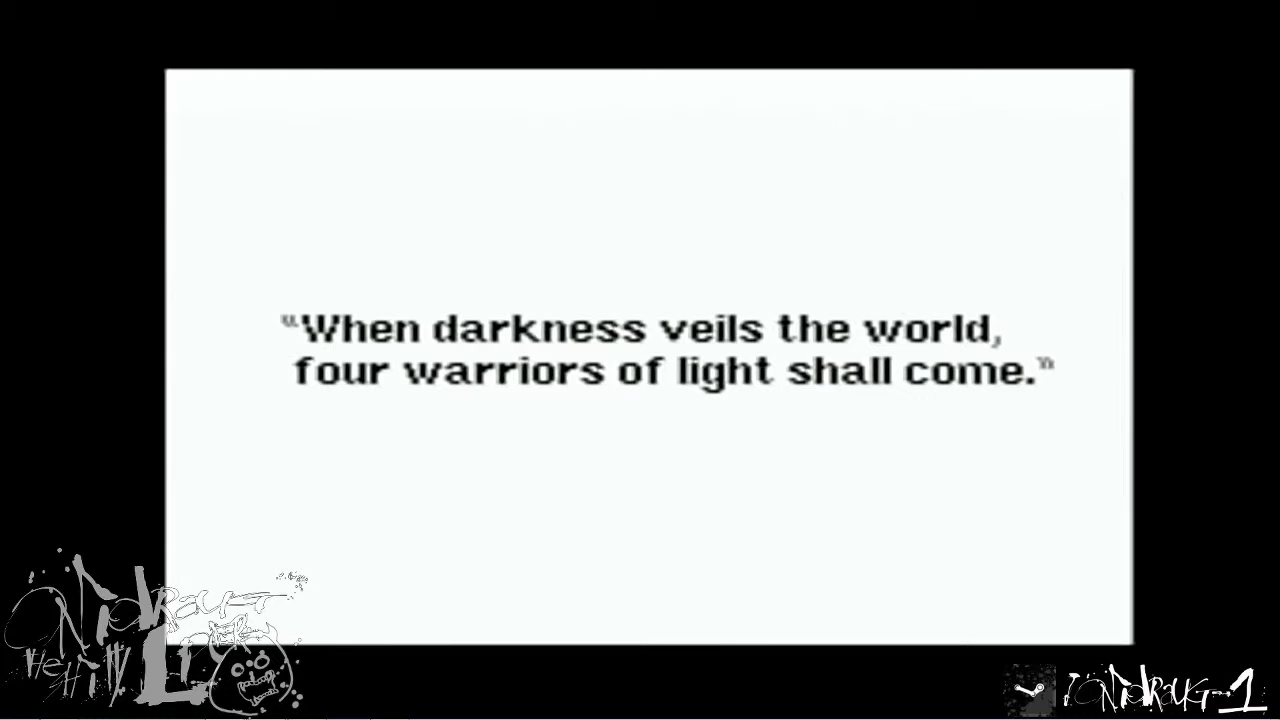 “When darkness veils the world,
four warriors of light shall come.”